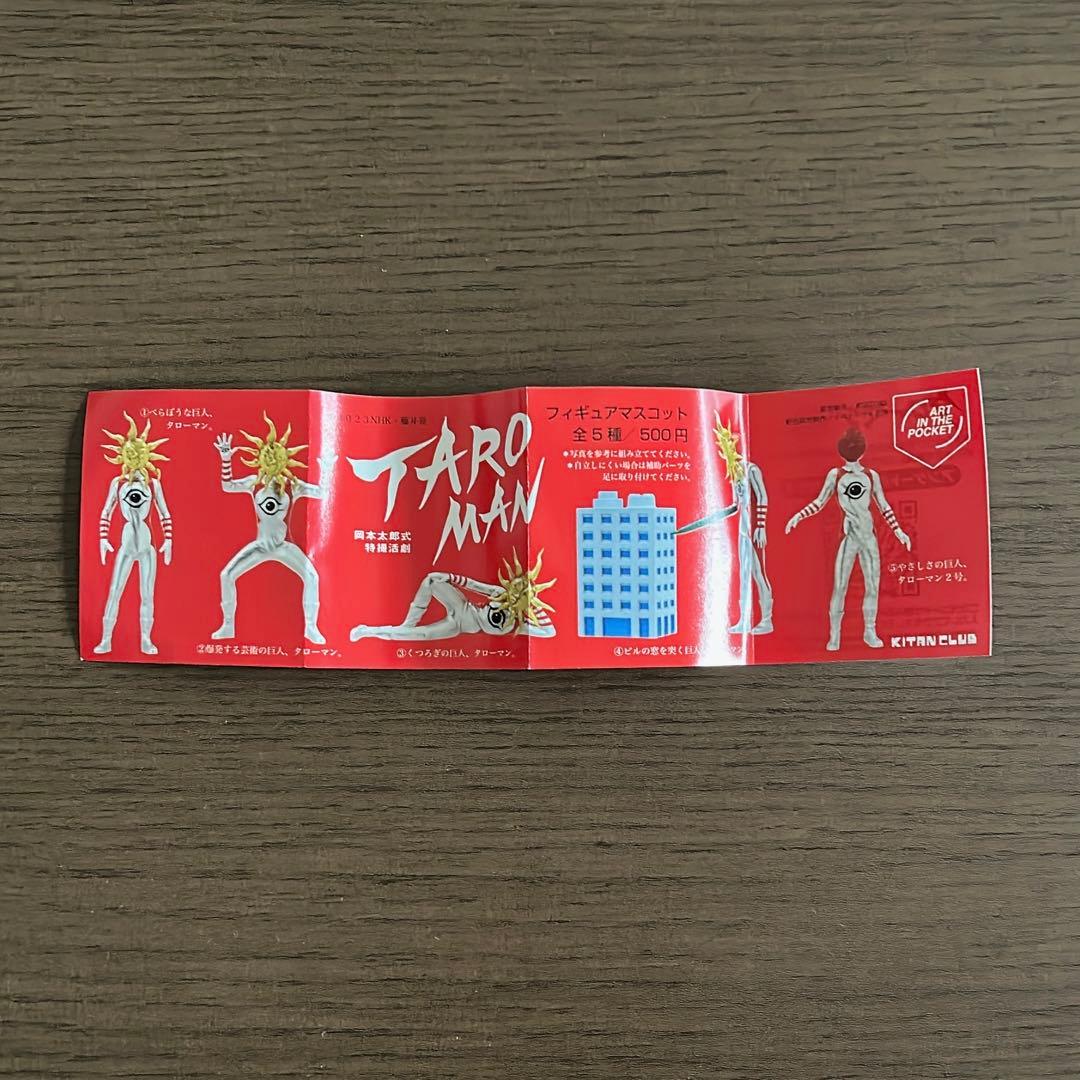 ①べらぼうな巨人、
タローマン。
②爆発する芸術の巨人、タローマン。
023NHK・藤井亮
TARO
MAN
岡本太郎式
特撮活劇
③くつろぎの巨人、タローマン。
フィギュアマスコット
全5種/500円
＊写真を参考に組み立ててください。
＊自立しにくい場合は補助パーツを
足に取り付けてください。
④ビルの窓を突く巨人
ART
IN THE
POCKET
⑤やさしさの巨人、
タローマン2号。
KITAN CLUB